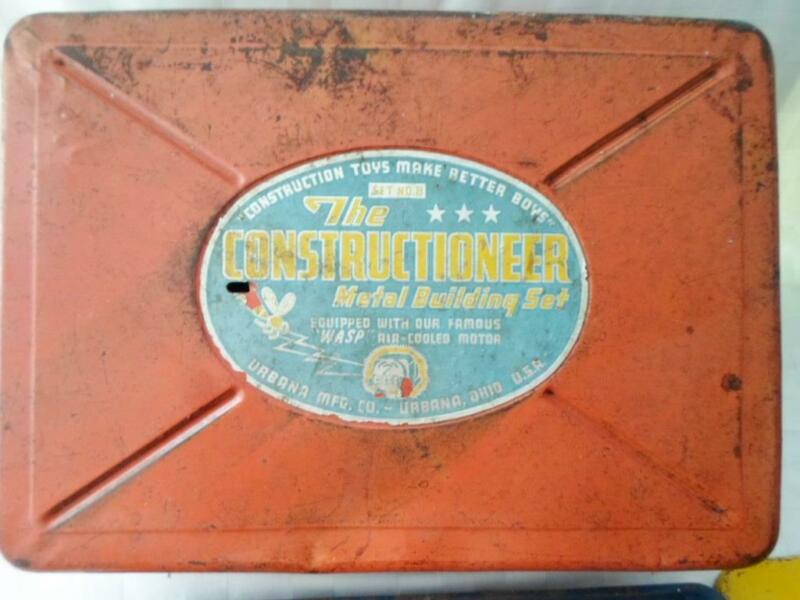 "CONSTRUCTION TOYS MAKE BETTER BOYS"
SET NO. 8
The
CONSTRUCTIONEER
Metal Building Set
EQUIPPED WITH OUR FAMOUS
"WASP" AIR-COOLED MOTOR
URBANA MFG. CO. - URBANA, OHIO U.S.A.